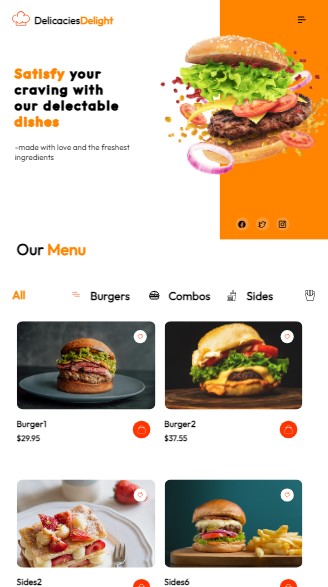 DelicaciesDelight
Satisfy your
craving with
our delectable
dishes
-made with love and the freshest
ingredients
Our Menu
All Burgers Combos Sides
Burger1
$29.95
Burger2
$37.55
Sides2
Sides6